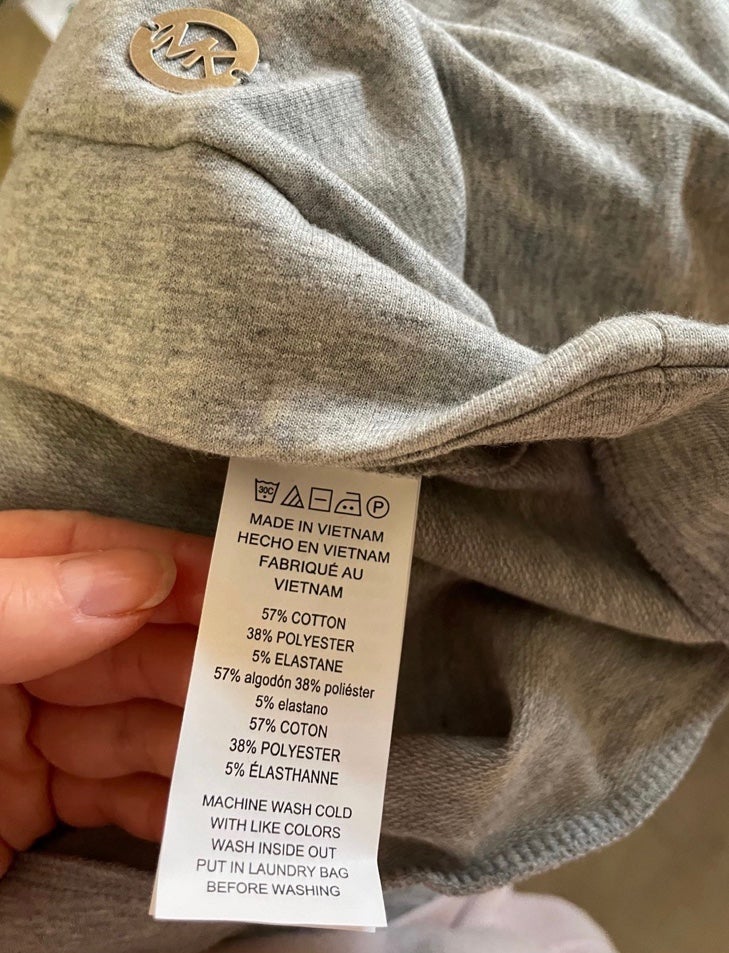 MK
30C
P
MADE IN VIETNAM
HECHO EN VIETNAM
FABRIQUÉ AU
VIETNAM
57% COTTON
38% POLYESTER
5% ELASTANE
57% algodón 38% poliéster
5% elastano
57% COTON
38% POLYESTER
5% ÉLASTHANNE
MACHINE WASH COLD
WITH LIKE COLORS
WASH INSIDE OUT
PUT IN LAUNDRY BAG
BEFORE WASHING